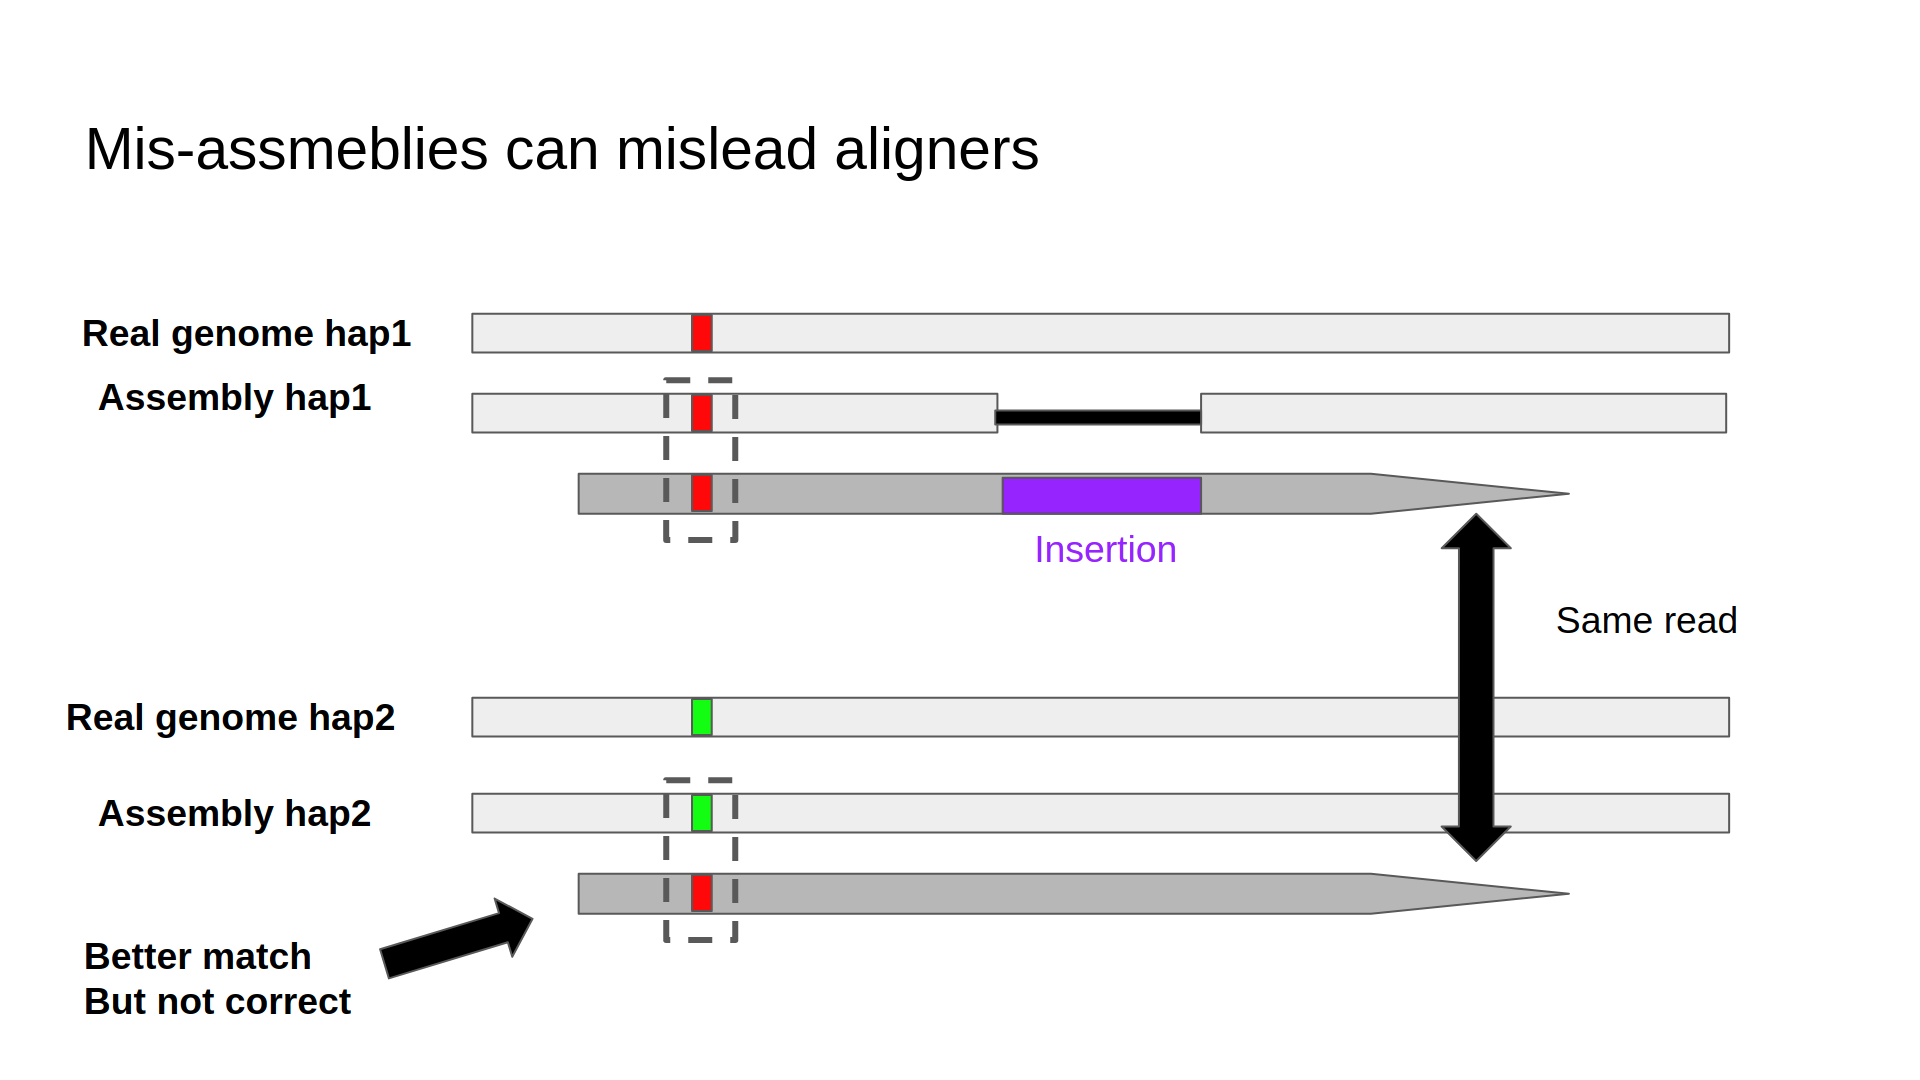 Mis-assmeblies can mislead aligners
Real genome hap1
Assembly hap1
Insertion
Same read
Real genome hap2
Assembly hap2
Better match
But not correct